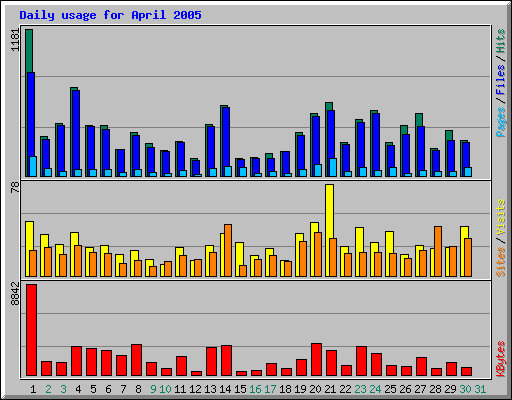 Daily usage for April 2005
1181
Pages / Files / Hits
78
Sites / Visits
8842
KBytes
1 2 3 4 5 6 7 8 9 10 11 12 13 14 15 16 17 18 19 20 21 22 23 24 25 26 27 28 29 30 31